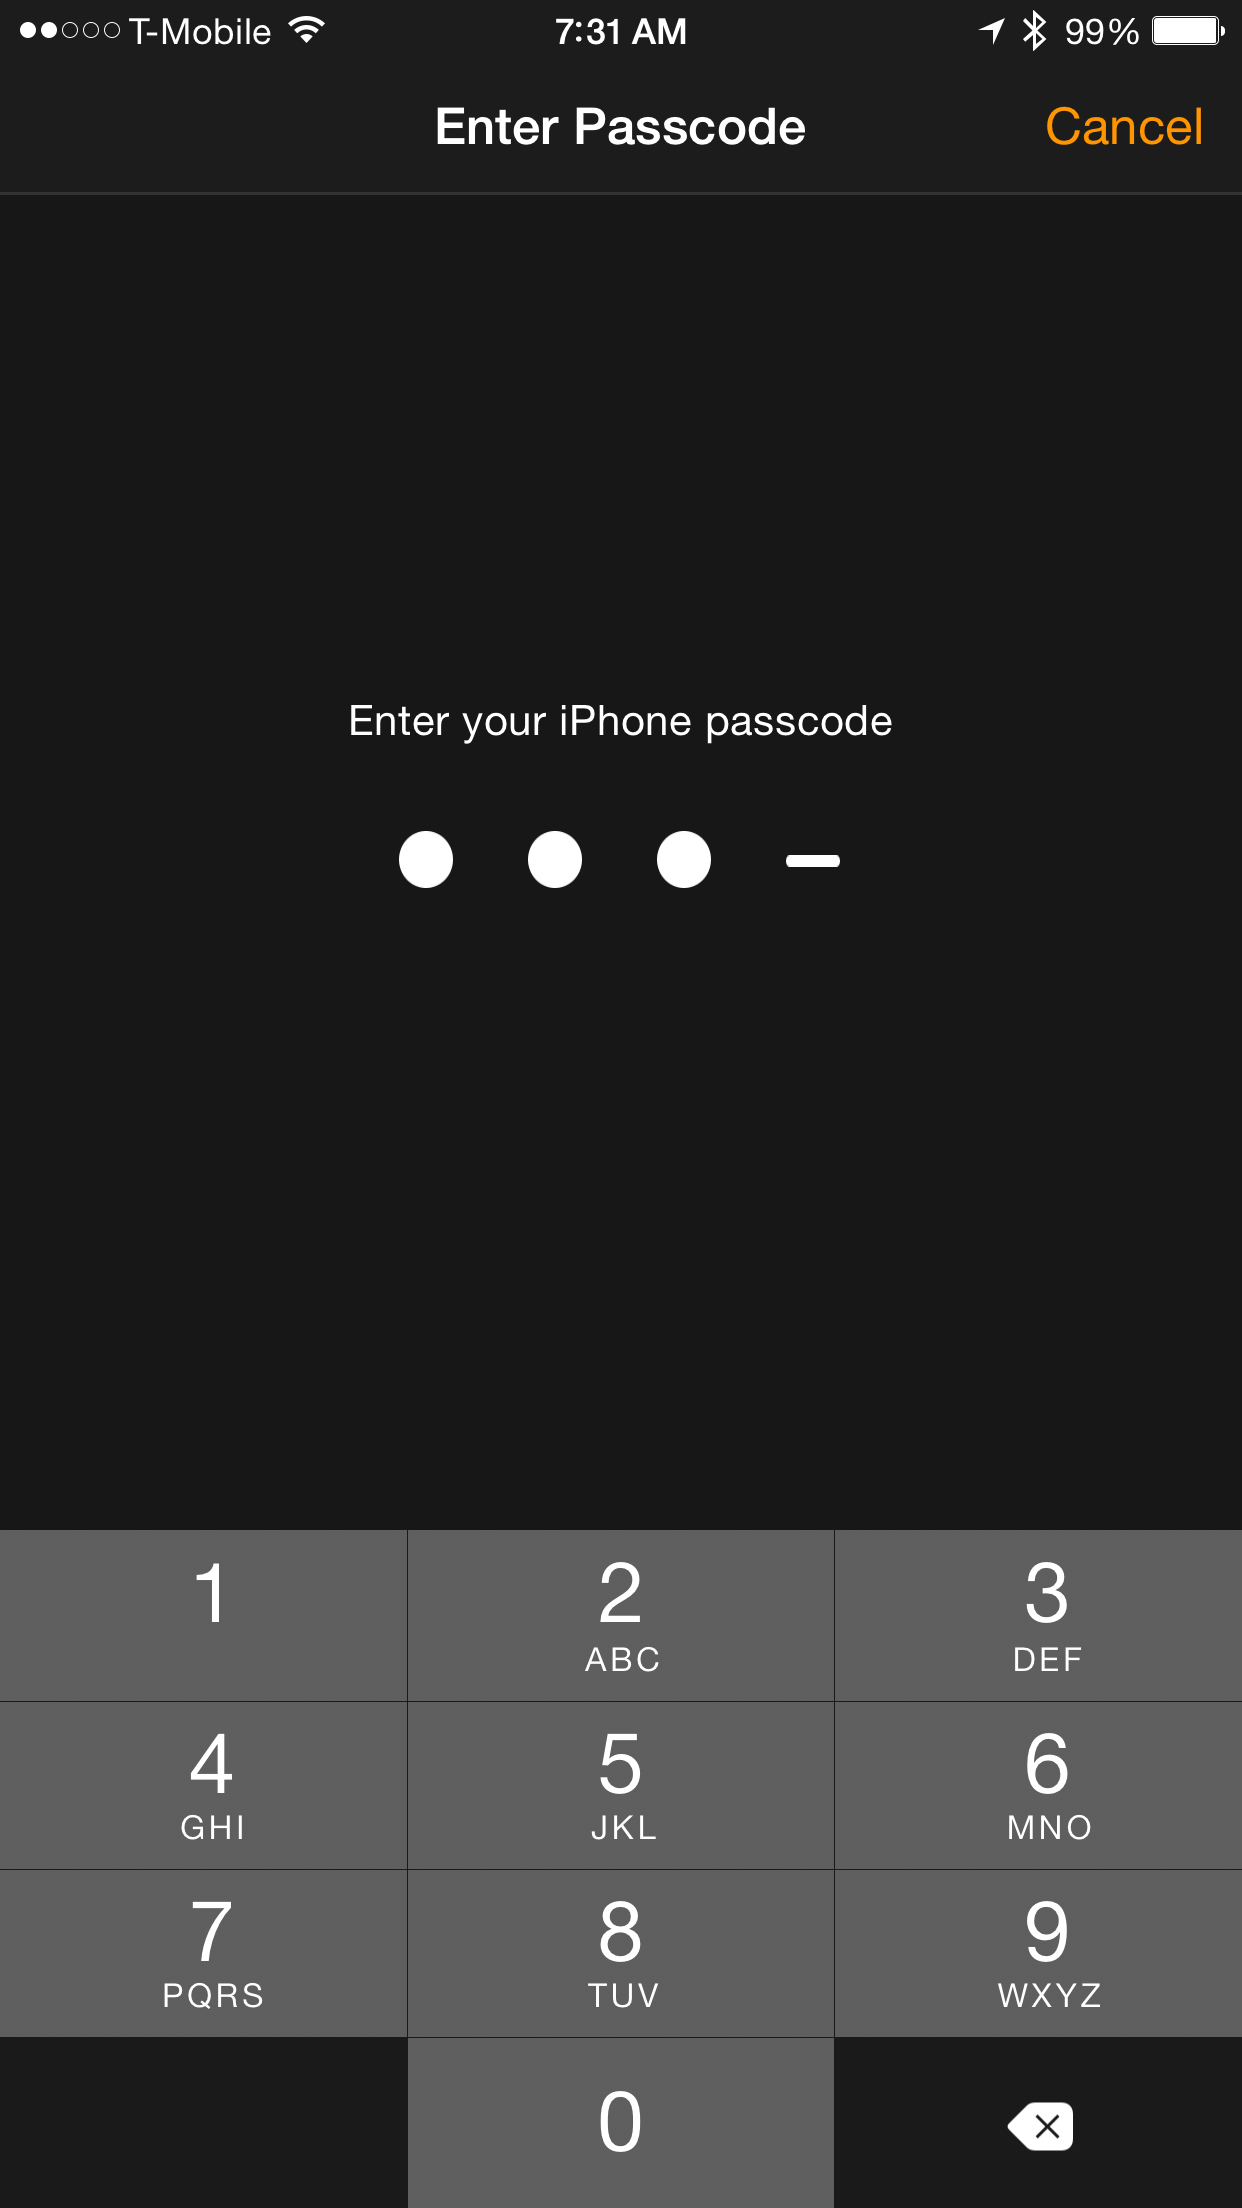 T-Mobile 7:31 AM 99%
Enter Passcode Cancel
Enter your iPhone passcode
1 2 3
ABC DEF
4 5 6
GHI JKL MNO
7 8 9
PQRS TUV WXYZ
0